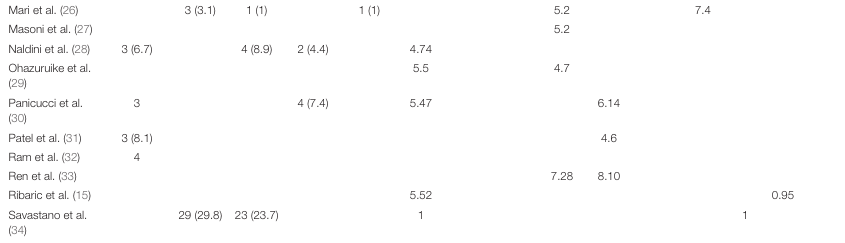 Mari et al. (26) 3 (3.1) 1 (1) 1 (1) 5.2 7.4
Masoni et al. (27) 5.2
Naldini et al. (28) 3 (6.7) 4 (8.9) 2 (4.4) 4.74
Ohazuruike et al. 5.5 4.7
(29)
Panicucci et al. 3 4 (7.4) 5.47 6.14
(30)
Patel et al. (31) 3 (8.1) 4.6
Ram et al. (32) 4
Ren et al. (33) 7.28 8.10
Ribaric et al. (15) 5.52 0.95
Savastano et al. 29 (29.8) 23 (23.7) 1 1
(34)